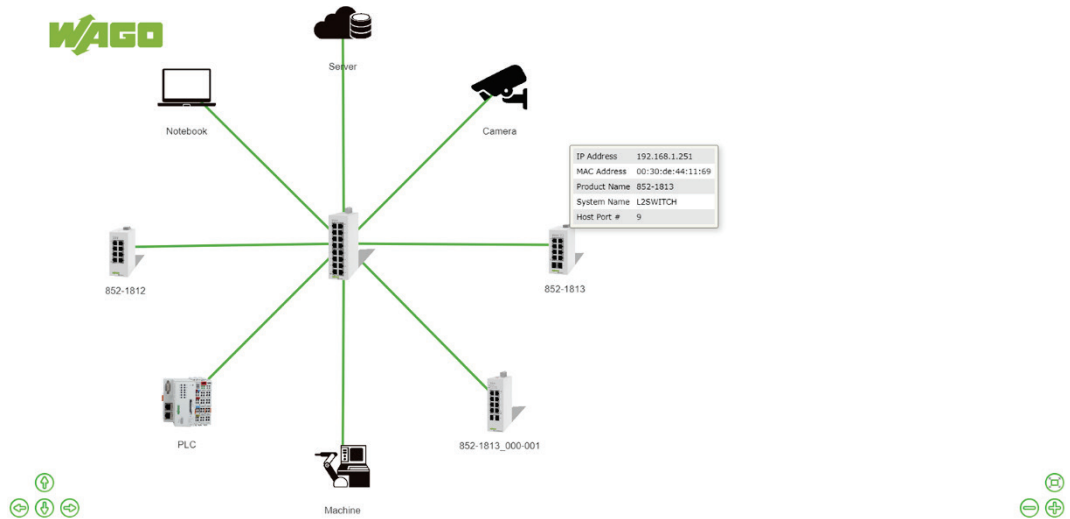 WAGO
Server
Notebook
Camera
IP Address 192.168.1.251
MAC Address 00:30:de:44:11:69
Product Name 852-1813
System Name L2SWITCH
Host Port # 9
852-1812
852-1813
PLC
852-1813_000-001
Machine